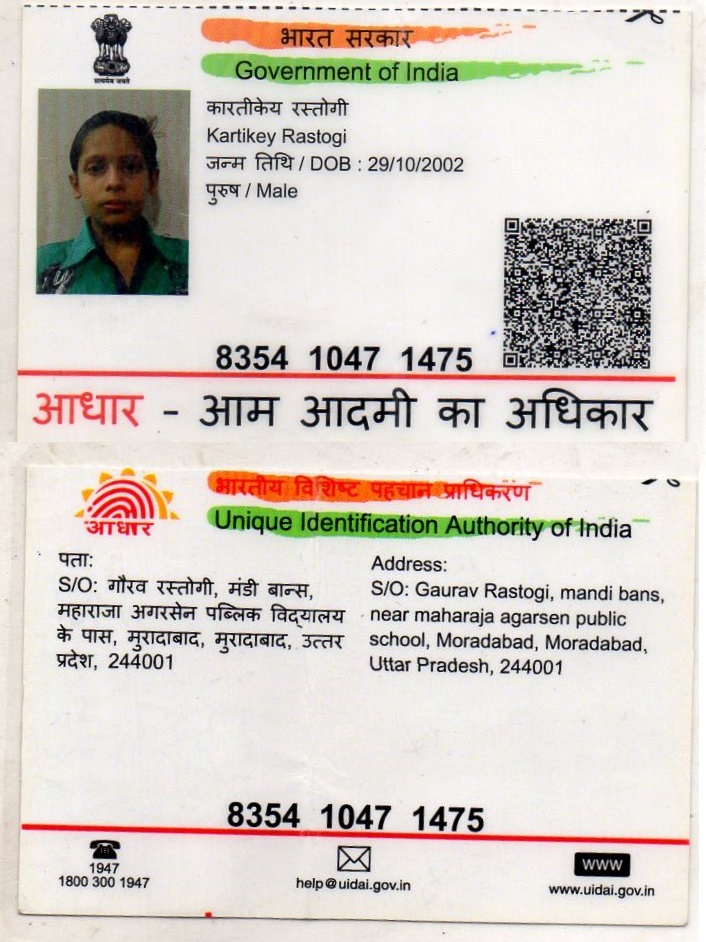 सत्यमेव जयते
भारत सरकार
Government of India
कारतीकेय रस्तोगी
Kartikey Rastogi
जन्म तिथि / DOB : 29/10/2002
पुरुष / Male
8354 1047 1475
आधार - आम आदमी का अधिकार
आधार
भारतीय विशिष्ट पहचान प्राधिकरण
Unique Identification Authority of India
पता:
S/O: गौरव रस्तोगी, मंडी बान्स,
महाराजा अगरसेन पब्लिक विद्यालय
के पास, मुरादाबाद, मुरादाबाद, उत्तर
प्रदेश, 244001
Address:
S/O: Gaurav Rastogi, mandi bans,
near maharaja agarsen public
school, Moradabad, Moradabad,
Uttar Pradesh, 244001
8354 1047 1475
1947
1800 300 1947
help@uidai.gov.in
www
www.uidai.gov.in